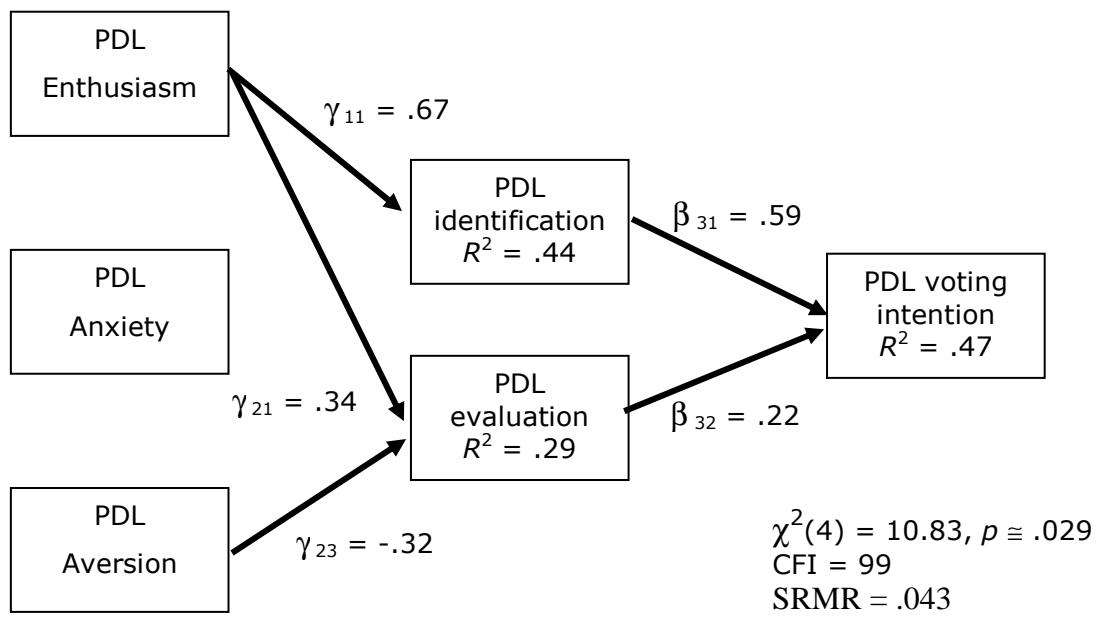 PDL
Enthusiasm
γ11 = .67
PDL
identification
R² = .44
β31 = .59
PDL
Anxiety
PDL voting
intention
R² = .47
γ21 = .34
PDL
evaluation
R² = .29
β32 = .22
PDL
Aversion
γ23 = -.32
χ²(4) = 10.83, p ≅ .029
CFI = 99
SRMR = .043